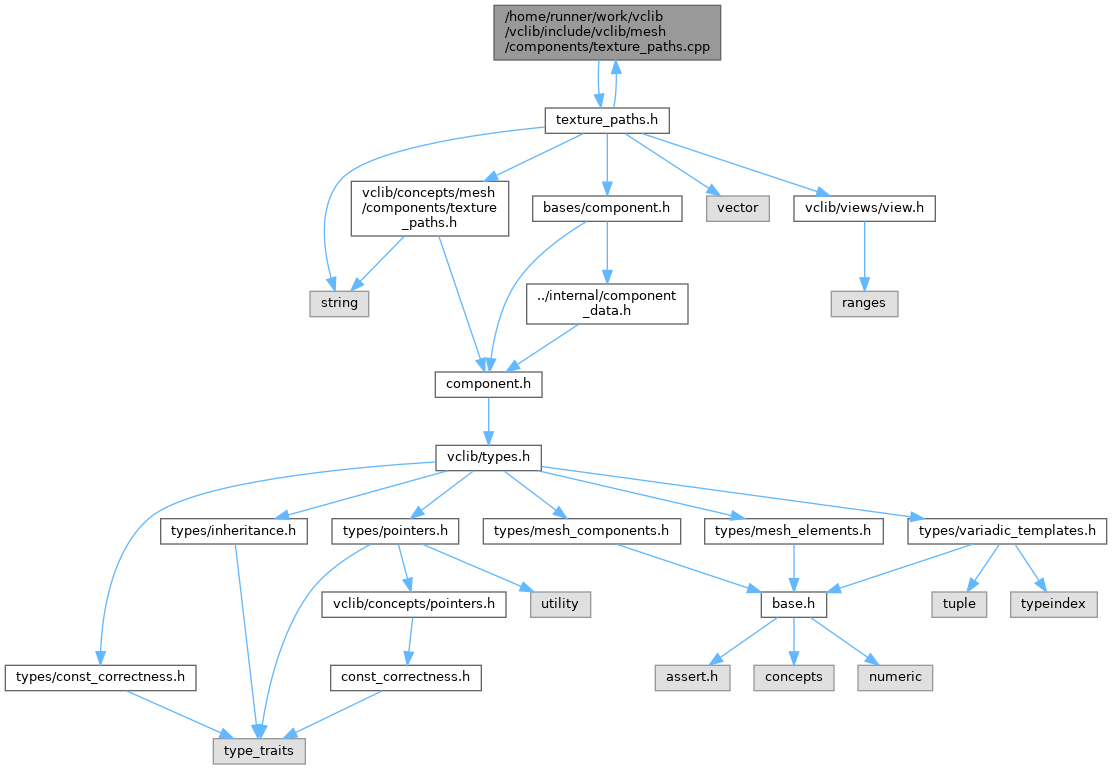 /home/runner/work/vclib
/vclib/include/vclib/mesh
/components/texture_paths.cpp
texture_paths.h
vclib/concepts/mesh
/components/texture
_paths.h
bases/component.h
vector
vclib/views/view.h
string
../internal/component
_data.h
ranges
component.h
vclib/types.h
types/inheritance.h
types/pointers.h
types/mesh_components.h
types/mesh_elements.h
types/variadic_templates.h
vclib/concepts/pointers.h
utility
base.h
tuple
typeindex
types/const_correctness.h
const_correctness.h
assert.h
concepts
numeric
type_traits